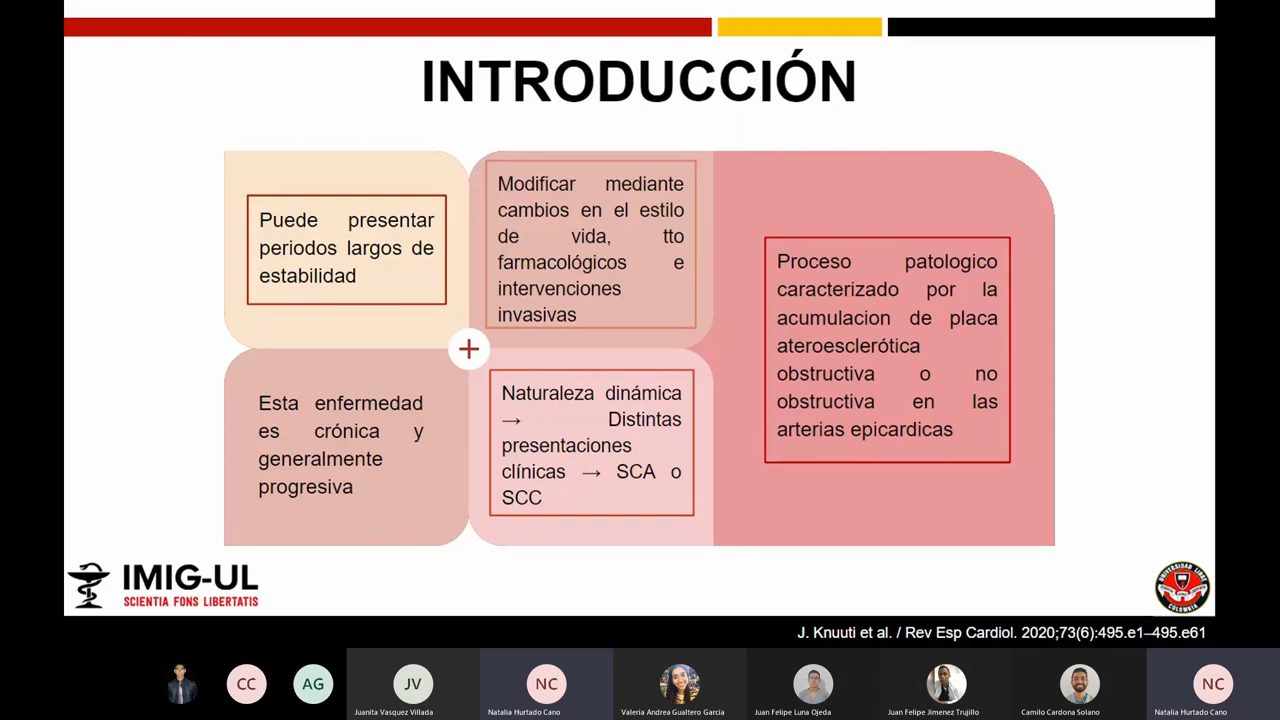 INTRODUCCIÓN
Puede presentar
periodos largos de
estabilidad
Modificar mediante
cambios en el estilo
de vida, tto
farmacológicos e
intervenciones
invasivas
Proceso patologico
caracterizado por la
acumulacion de placa
ateroesclerótica
obstructiva o no
obstructiva en las
arterias epicardicas
+
Esta enfermedad
es crónica y
generalmente
progresiva
Naturaleza dinámica
→ Distintas
presentaciones
clínicas → SCA o
SCC
IMIG-UL
SCIENTIA FONS LIBERTATIS
UNIVERSIDAD LIBRE
COLOMBIA
J. Knuuti et al. / Rev Esp Cardiol. 2020;73(6):495.e1–495.e61
CC
AG
JV
NC
NC
Juanita Vasquez Villada
Natalia Hurtado Cano
Valeria Andrea Gualtero Garcia
Juan Felipe Luna Ojeda
Juan Felipe Jimenez Trujillo
Camilo Cardona Solano
Natalia Hurtado Cano